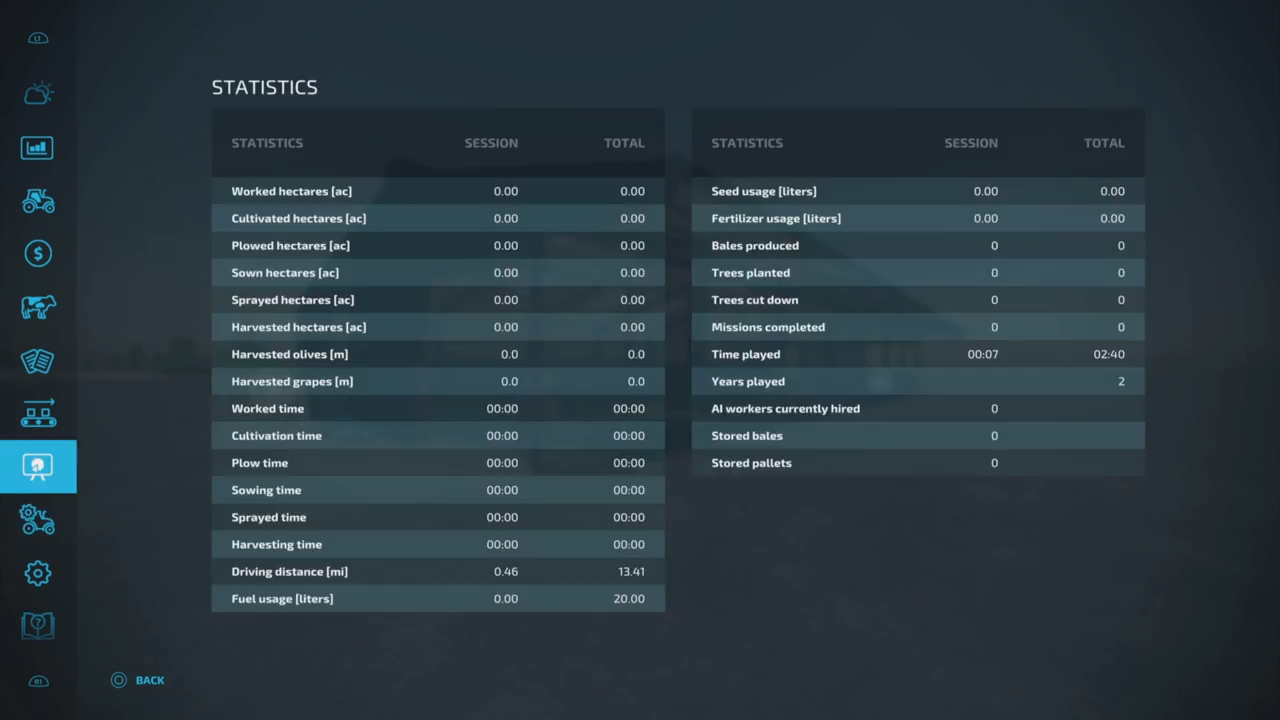 L1
STATISTICS
STATISTICS SESSION TOTAL
Worked hectares [ac] 0.00 0.00
Cultivated hectares [ac] 0.00 0.00
Plowed hectares [ac] 0.00 0.00
Sown hectares [ac] 0.00 0.00
Sprayed hectares [ac] 0.00 0.00
Harvested hectares [ac] 0.00 0.00
Harvested olives [m] 0.0 0.0
Harvested grapes [m] 0.0 0.0
Worked time 00:00 00:00
Cultivation time 00:00 00:00
Plow time 00:00 00:00
Sowing time 00:00 00:00
Sprayed time 00:00 00:00
Harvesting time 00:00 00:00
Driving distance [mi] 0.46 13.41
Fuel usage [liters] 0.00 20.00
STATISTICS SESSION TOTAL
Seed usage [liters] 0.00 0.00
Fertilizer usage [liters] 0.00 0.00
Bales produced 0 0
Trees planted 0 0
Trees cut down 0 0
Missions completed 0 0
Time played 00:07 02:40
Years played 2
AI workers currently hired 0
Stored bales 0
Stored pallets 0
R1
BACK